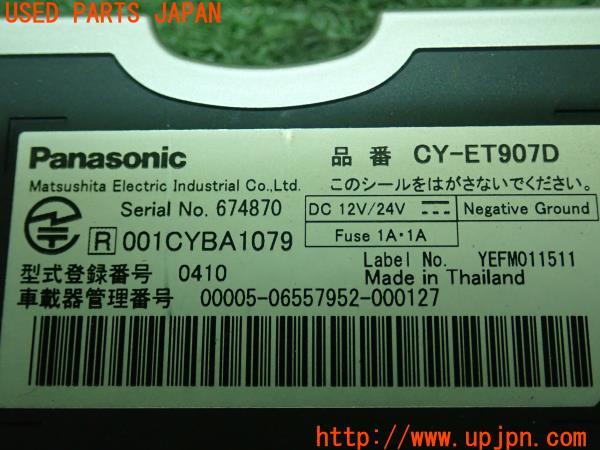 USED PARTS JAPAN
Panasonic
品番 CY-ET907D
Matsushita Electric Industrial Co.,Ltd.
このシールをはがさないでください。
Serial No. 674870
DC 12V/24V
Negative Ground
Fuse 1A・1A
R 001CYBA1079
Label No. YEFM011511
型式登録番号 0410
Made in Thailand
車載器管理番号 00005-06557952-000127
http://www.upjpn.com/